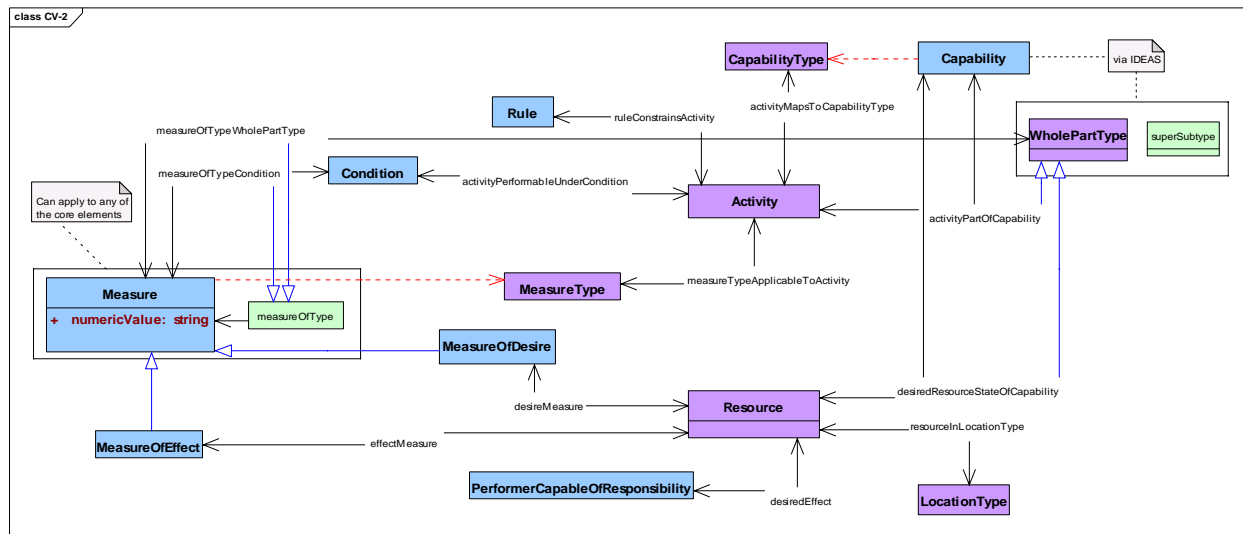 class CV-2
CapabilityType
Capability
via IDEAS
activityMapsToCapabilityType
Rule
ruleConstrainsActivity
measureOfTypeWholePartType
WholePartType
superSubtype
measureOfTypeCondition
Condition
activityPerformableUnderCondition
Can apply to any of
the core elements
Activity
activityPartOfCapability
Measure
+ numericValue: string
measureOfType
MeasureType
measureTypeApplicableToActivity
MeasureOfDesire
desireMeasure
Resource
desiredResourceStateOfCapability
resourceInLocationType
MeasureOfEffect
effectMeasure
PerformerCapableOfResponsibility
desiredEffect
LocationType